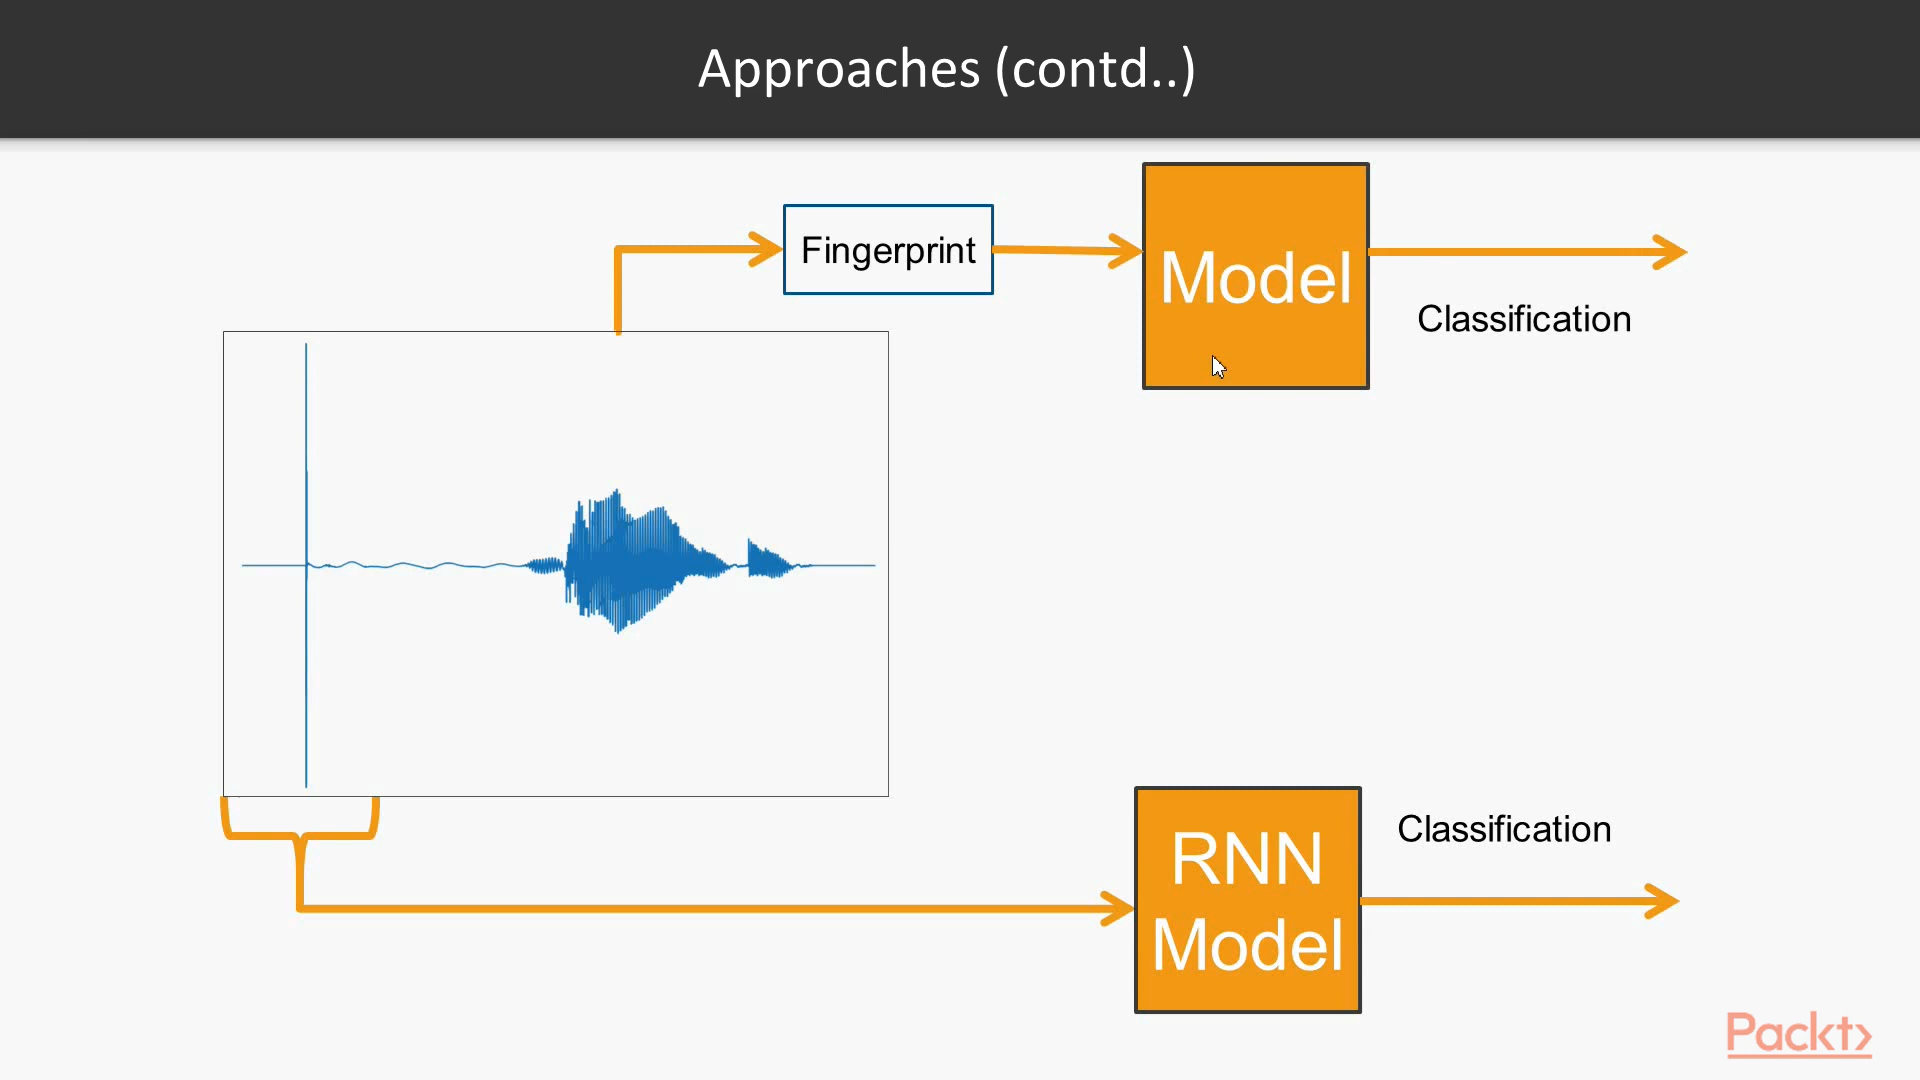 Approaches (contd..)
Fingerprint
Model
Classification
RNN
Model
Classification
Packt>